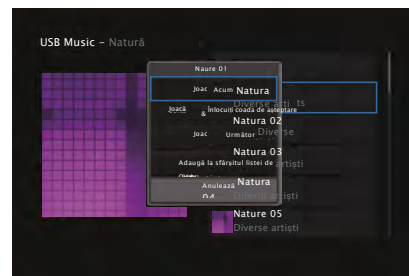 USB Music – Natură
Naure 01
Joac Acum Natura
Diverse arti ts
Joacă & Înlocuiți coada de așteptare
Natura 02
Joac Următor Diverse
Natura 03
Adaugă la sfârșitul listei de artiști
Anulează Natura
04
Diferiți artiști
Nature 05
Diverse artiști